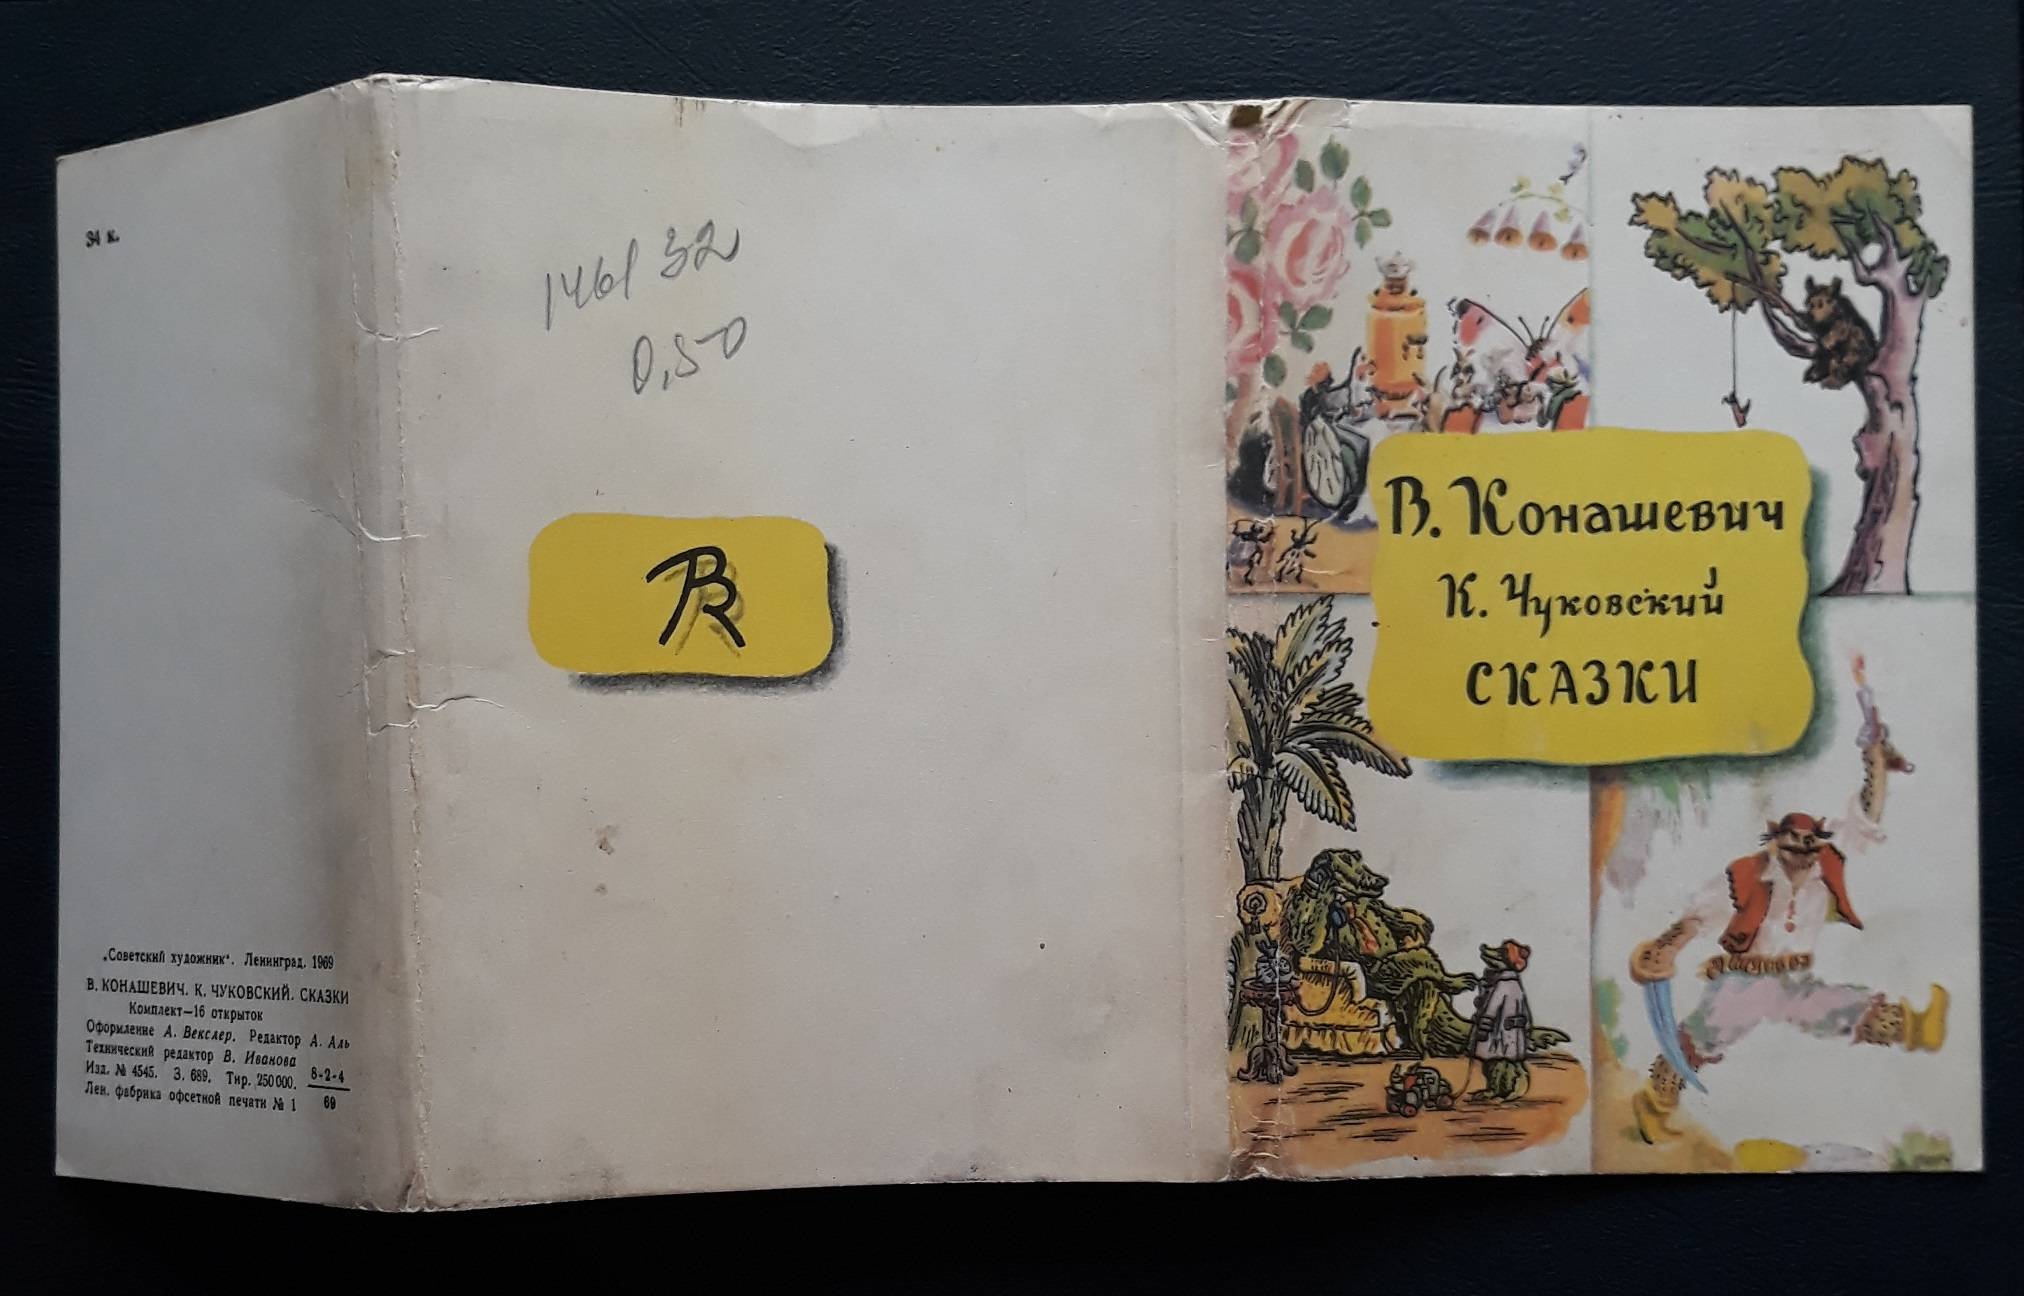 34 к.
„Советский художник“. Ленинград. 1969
В. КОНАШЕВИЧ. К. ЧУКОВСКИЙ. СКАЗКИ
Комплект—16 открыток
Оформление А. Векслер. Редактор А. Аль
Технический редактор В. Иванова
Изд. № 4545. З. 689. Тир. 250 000. 8-2-4
69
Лен. фабрика офсетной печати № 1
146/32
0,50
В. Конашевич
К. Чуковский
СКАЗКИ